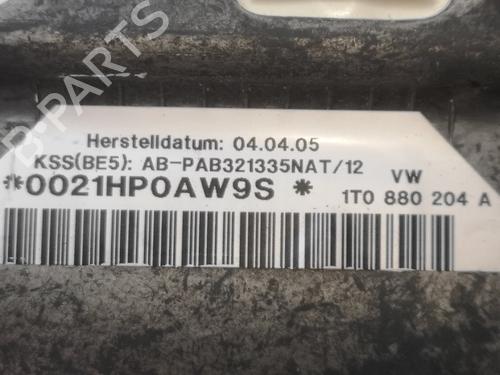 Herstelldatum: 04.04.05
KSS(BE5): AB-PAB321335NAT/12 VW
*0021HP0AW9S * 1T0 880 204 A
B-PARTS